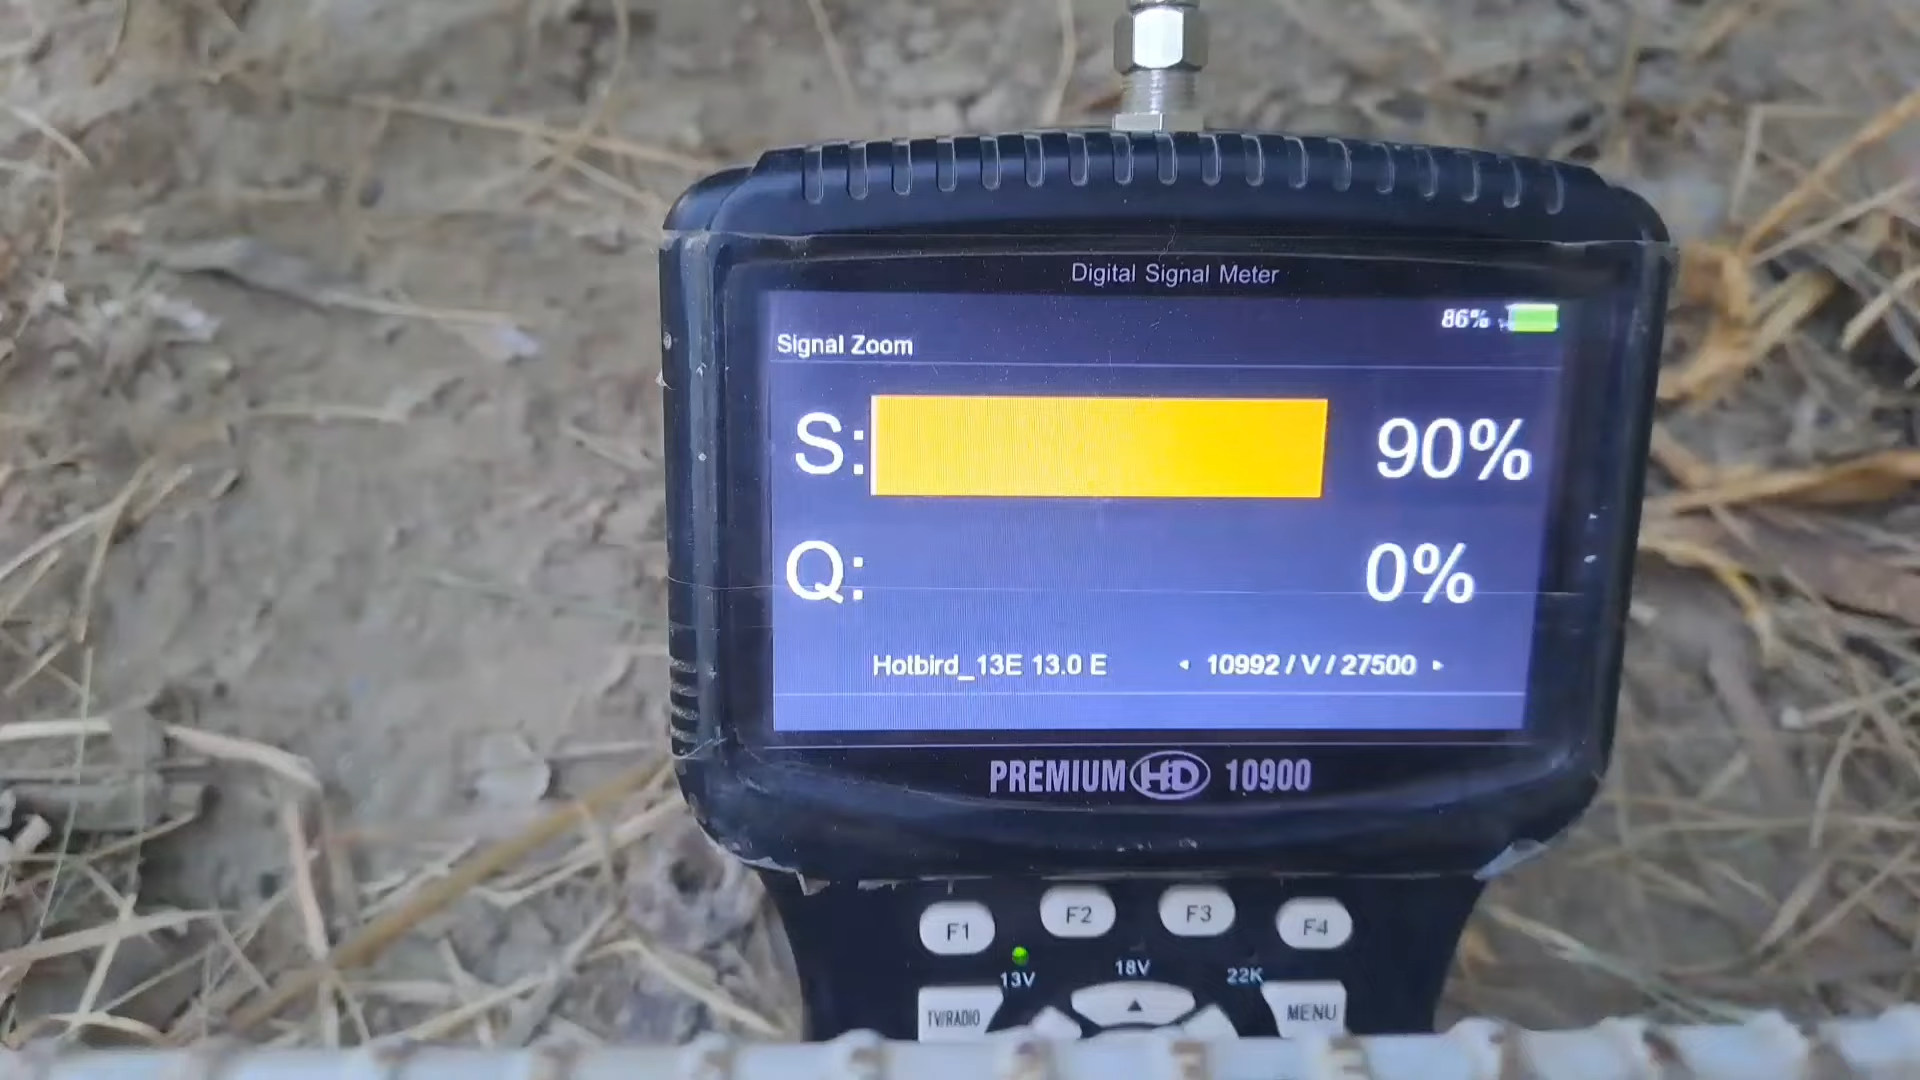 Digital Signal Meter
86%
Signal Zoom
S: 90%
Q: 0%
Hotbird_13E 13.0 E ◂ 10992 / V / 27500 ▸
PREMIUM HD 10900
F1 F2 F3 F4
13V 18V 22K
TV/RADIO ▲ MENU